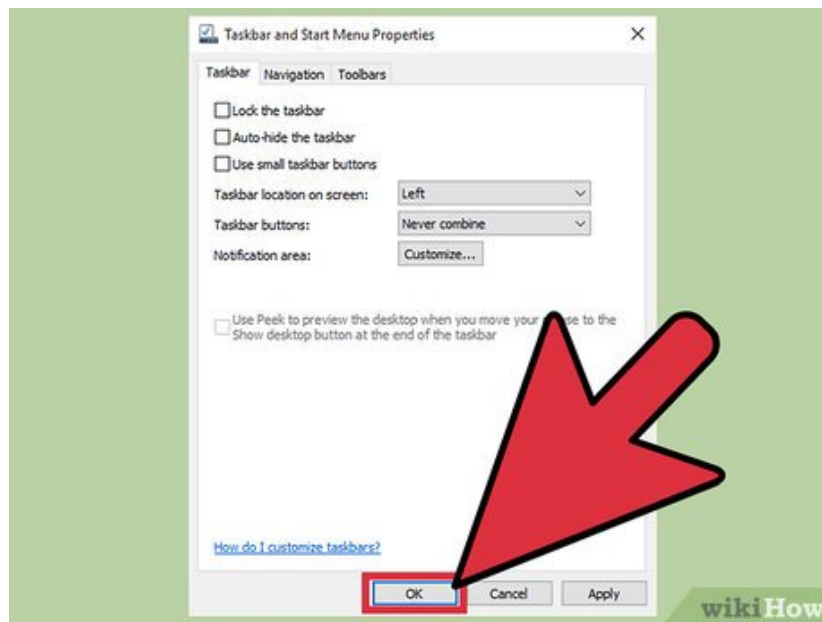 Taskbar and Start Menu Properties
Taskbar Navigation Toolbars
Lock the taskbar
Auto-hide the taskbar
Use small taskbar buttons
Taskbar location on screen: Left
Taskbar buttons: Never combine
Notification area: Customize...
Use Peek to preview the desktop when you move your to the
Show desktop button at the end of the taskbar
How do I customize taskbars?
OK Cancel Apply
wikiHow